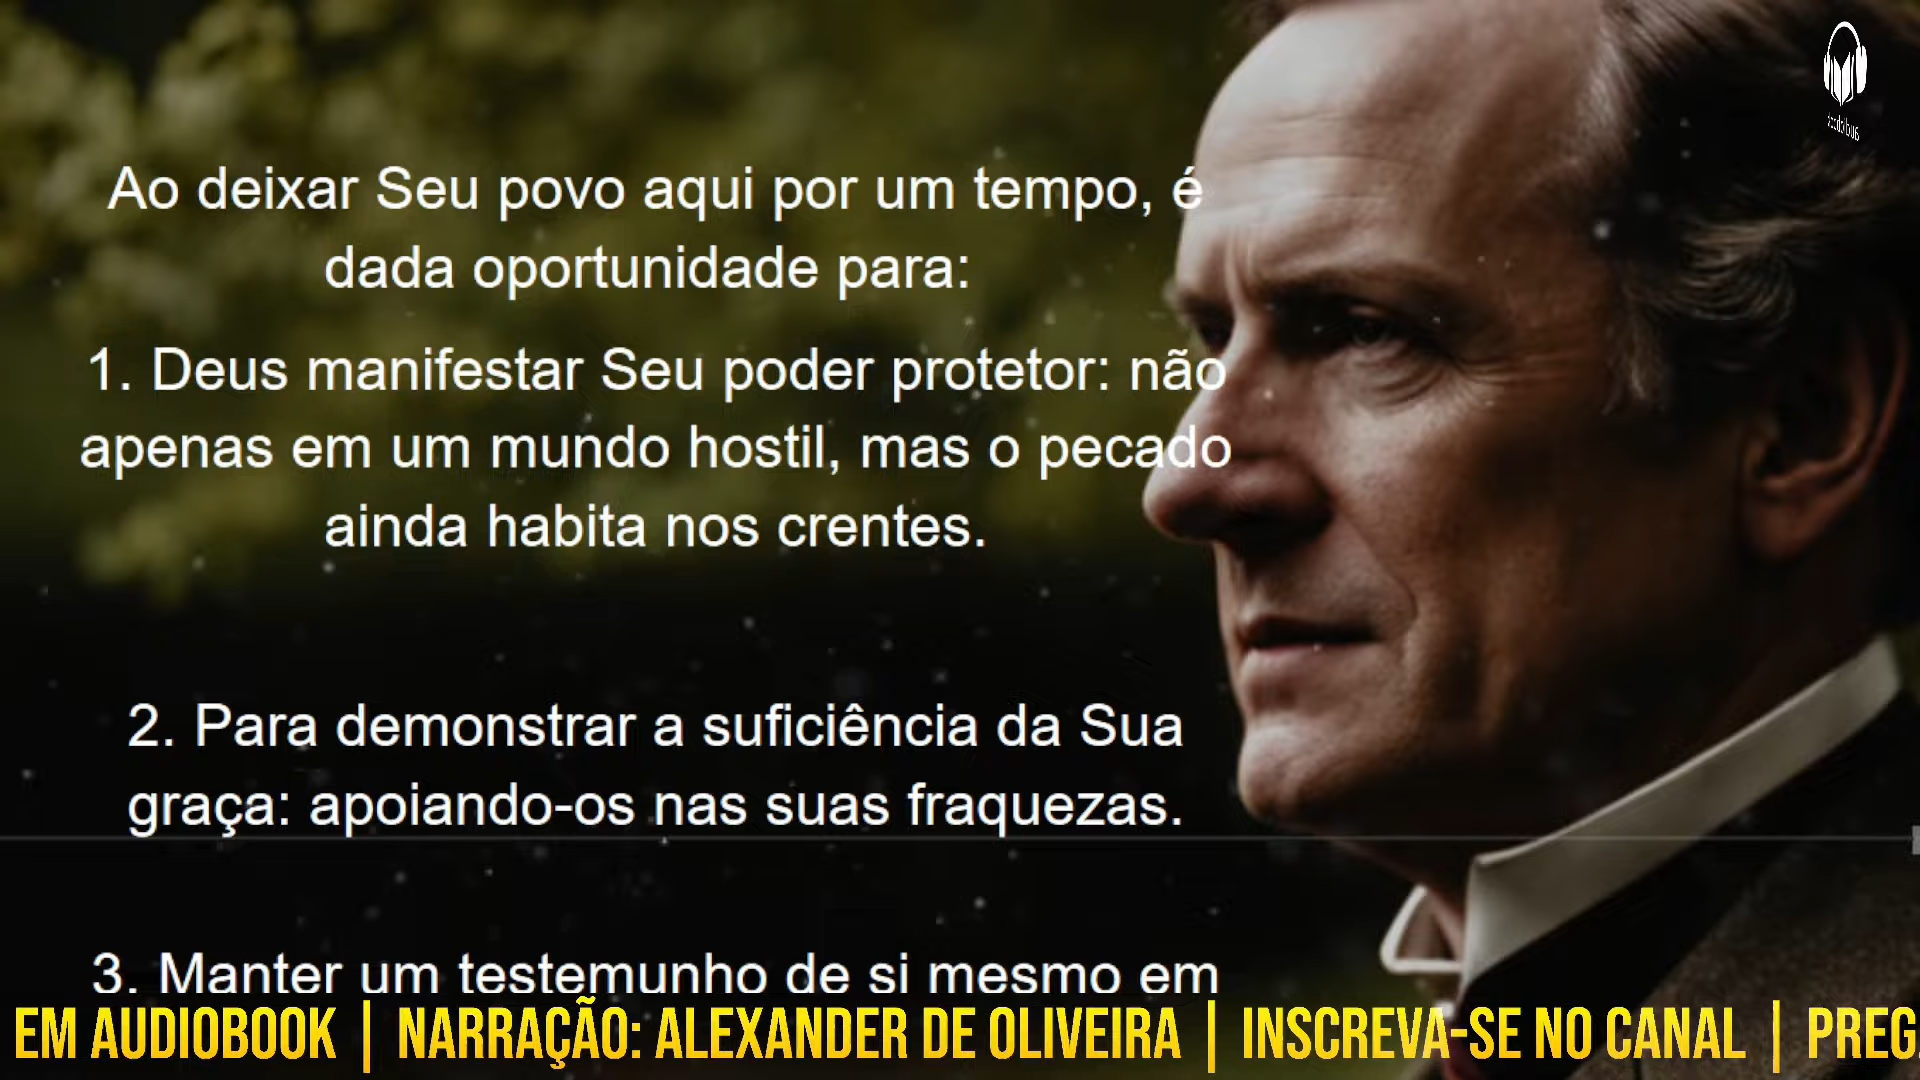 Ao deixar Seu povo aqui por um tempo, é
dada oportunidade para:
1. Deus manifestar Seu poder protetor: não
apenas em um mundo hostil, mas o pecado
ainda habita nos crentes.
2. Para demonstrar a suficiência da Sua
graça: apoiando-os nas suas fraquezas.
3. Manter um testemunho de si mesmo em
EM AUDIOBOOK | NARRAÇÃO: ALEXANDER DE OLIVEIRA | INSCREVA-SE NO CANAL | PREG